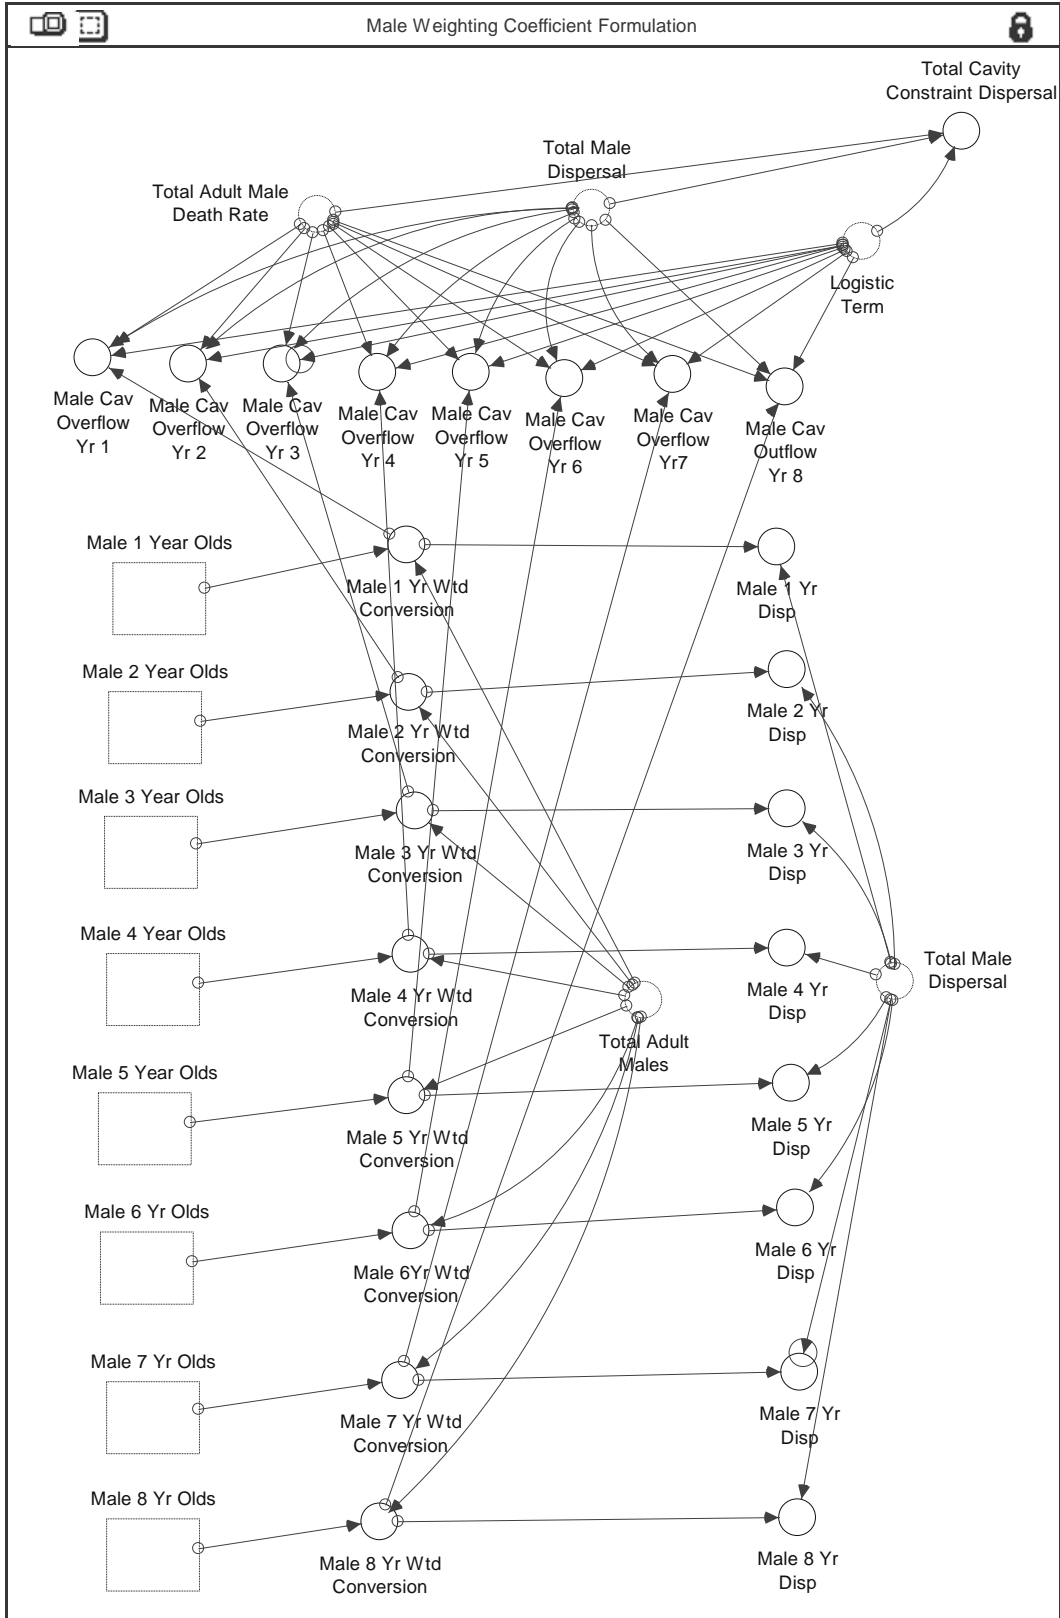 Male Weighting Coefficient Formulation
Total Cavity
Constraint Dispersal
Total Male
Dispersal
Total Adult Male
Death Rate
Logistic
Term
Male Cav
Overflow
Yr 1
Male Cav
Overflow
Yr 2
Male Cav
Overflow
Yr 3
Male Cav
Overflow
Yr 4
Male Cav
Overflow
Yr 5
Male Cav
Overflow
Yr 6
Male Cav
Overflow
Yr7
Male Cav
Outflow
Yr 8
Male 1 Year Olds
Male 1 Yr Wtd
Conversion
Male 1 Yr
Disp
Male 2 Year Olds
Male 2 Yr Wtd
Conversion
Male 2 Yr
Disp
Male 3 Year Olds
Male 3 Yr Wtd
Conversion
Male 3 Yr
Disp
Male 4 Year Olds
Male 4 Yr Wtd
Conversion
Male 4 Yr
Disp
Total Male
Dispersal
Total Adult
Males
Male 5 Year Olds
Male 5 Yr Wtd
Conversion
Male 5 Yr
Disp
Male 6 Yr Olds
Male 6Yr Wtd
Conversion
Male 6 Yr
Disp
Male 7 Yr Olds
Male 7 Yr Wtd
Conversion
Male 7 Yr
Disp
Male 8 Yr Olds
Male 8 Yr Wtd
Conversion
Male 8 Yr
Disp